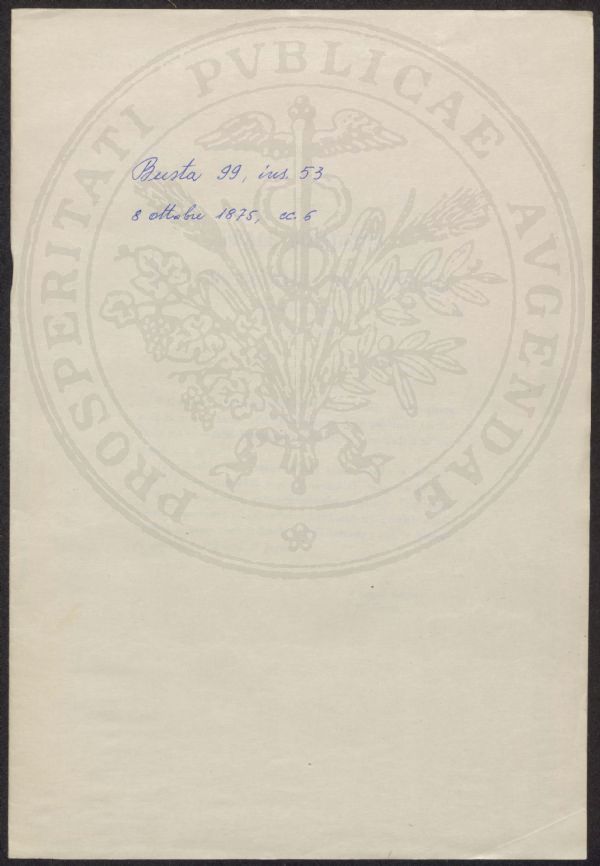 PROSPERITATI PVBLICAE AVGENDAE
Busta 99, ins. 53
8 ottobre 1875, cc. 6